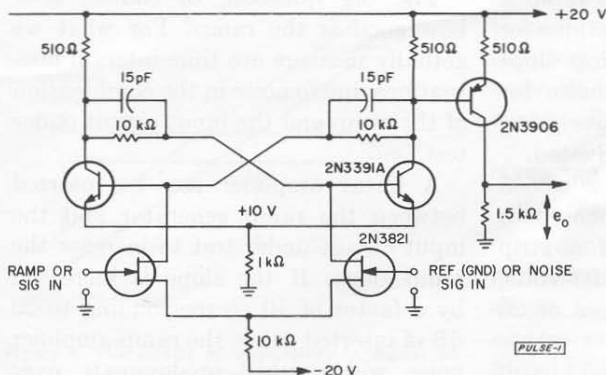 +20 V
510Ω
510Ω
510Ω
15pF
15pF
10 kΩ
10 kΩ
2N3906
2N3391A
+10 V
1.5 kΩ
eo
2N3821
1kΩ
RAMP OR
SIG IN
REF (GND) OR NOISE
SIG IN
10 kΩ
PULSE-1
-20 V